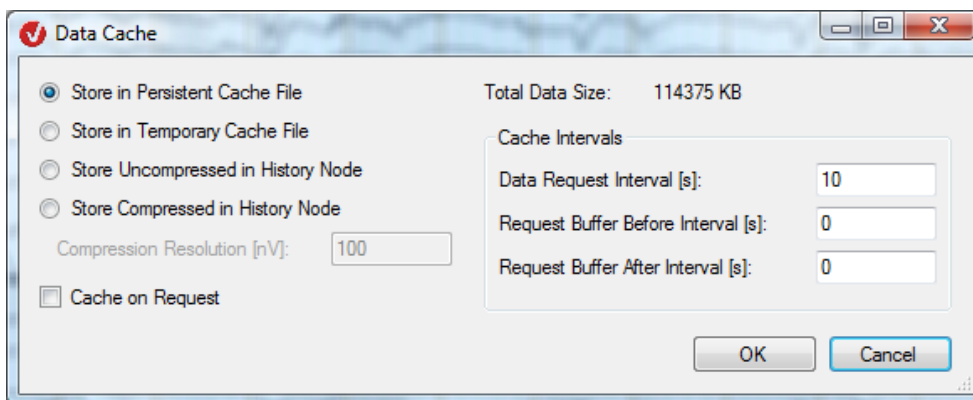 Data Cache
Store in Persistent Cache File
Store in Temporary Cache File
Store Uncompressed in History Node
Store Compressed in History Node
Compression Resolution [nV]: 100
Cache on Request
Total Data Size: 114375 KB
Cache Intervals
Data Request Interval [s]: 10
Request Buffer Before Interval [s]: 0
Request Buffer After Interval [s]: 0
OK Cancel